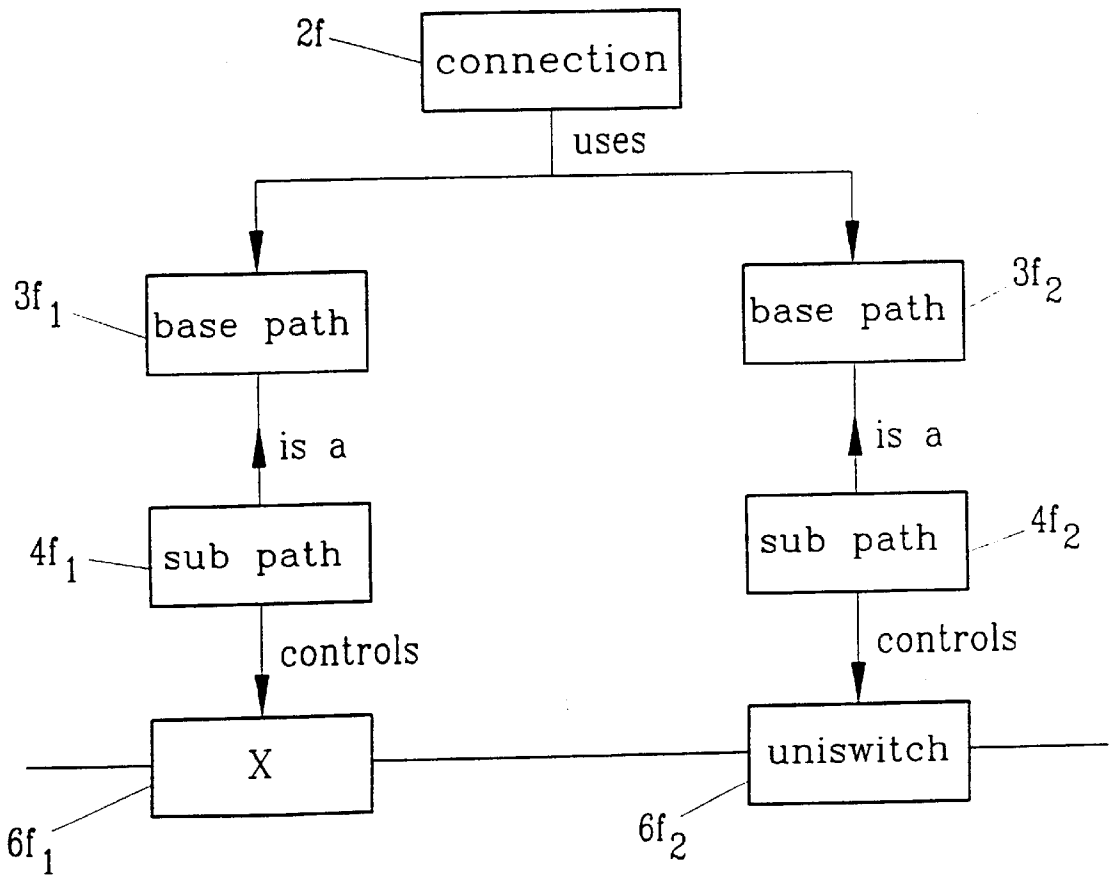 2f
connection
uses
3f₁
base path
3f₂
base path
is a
is a
4f₁
sub path
4f₂
sub path
controls
controls
X
uniswitch
6f₁
6f₂